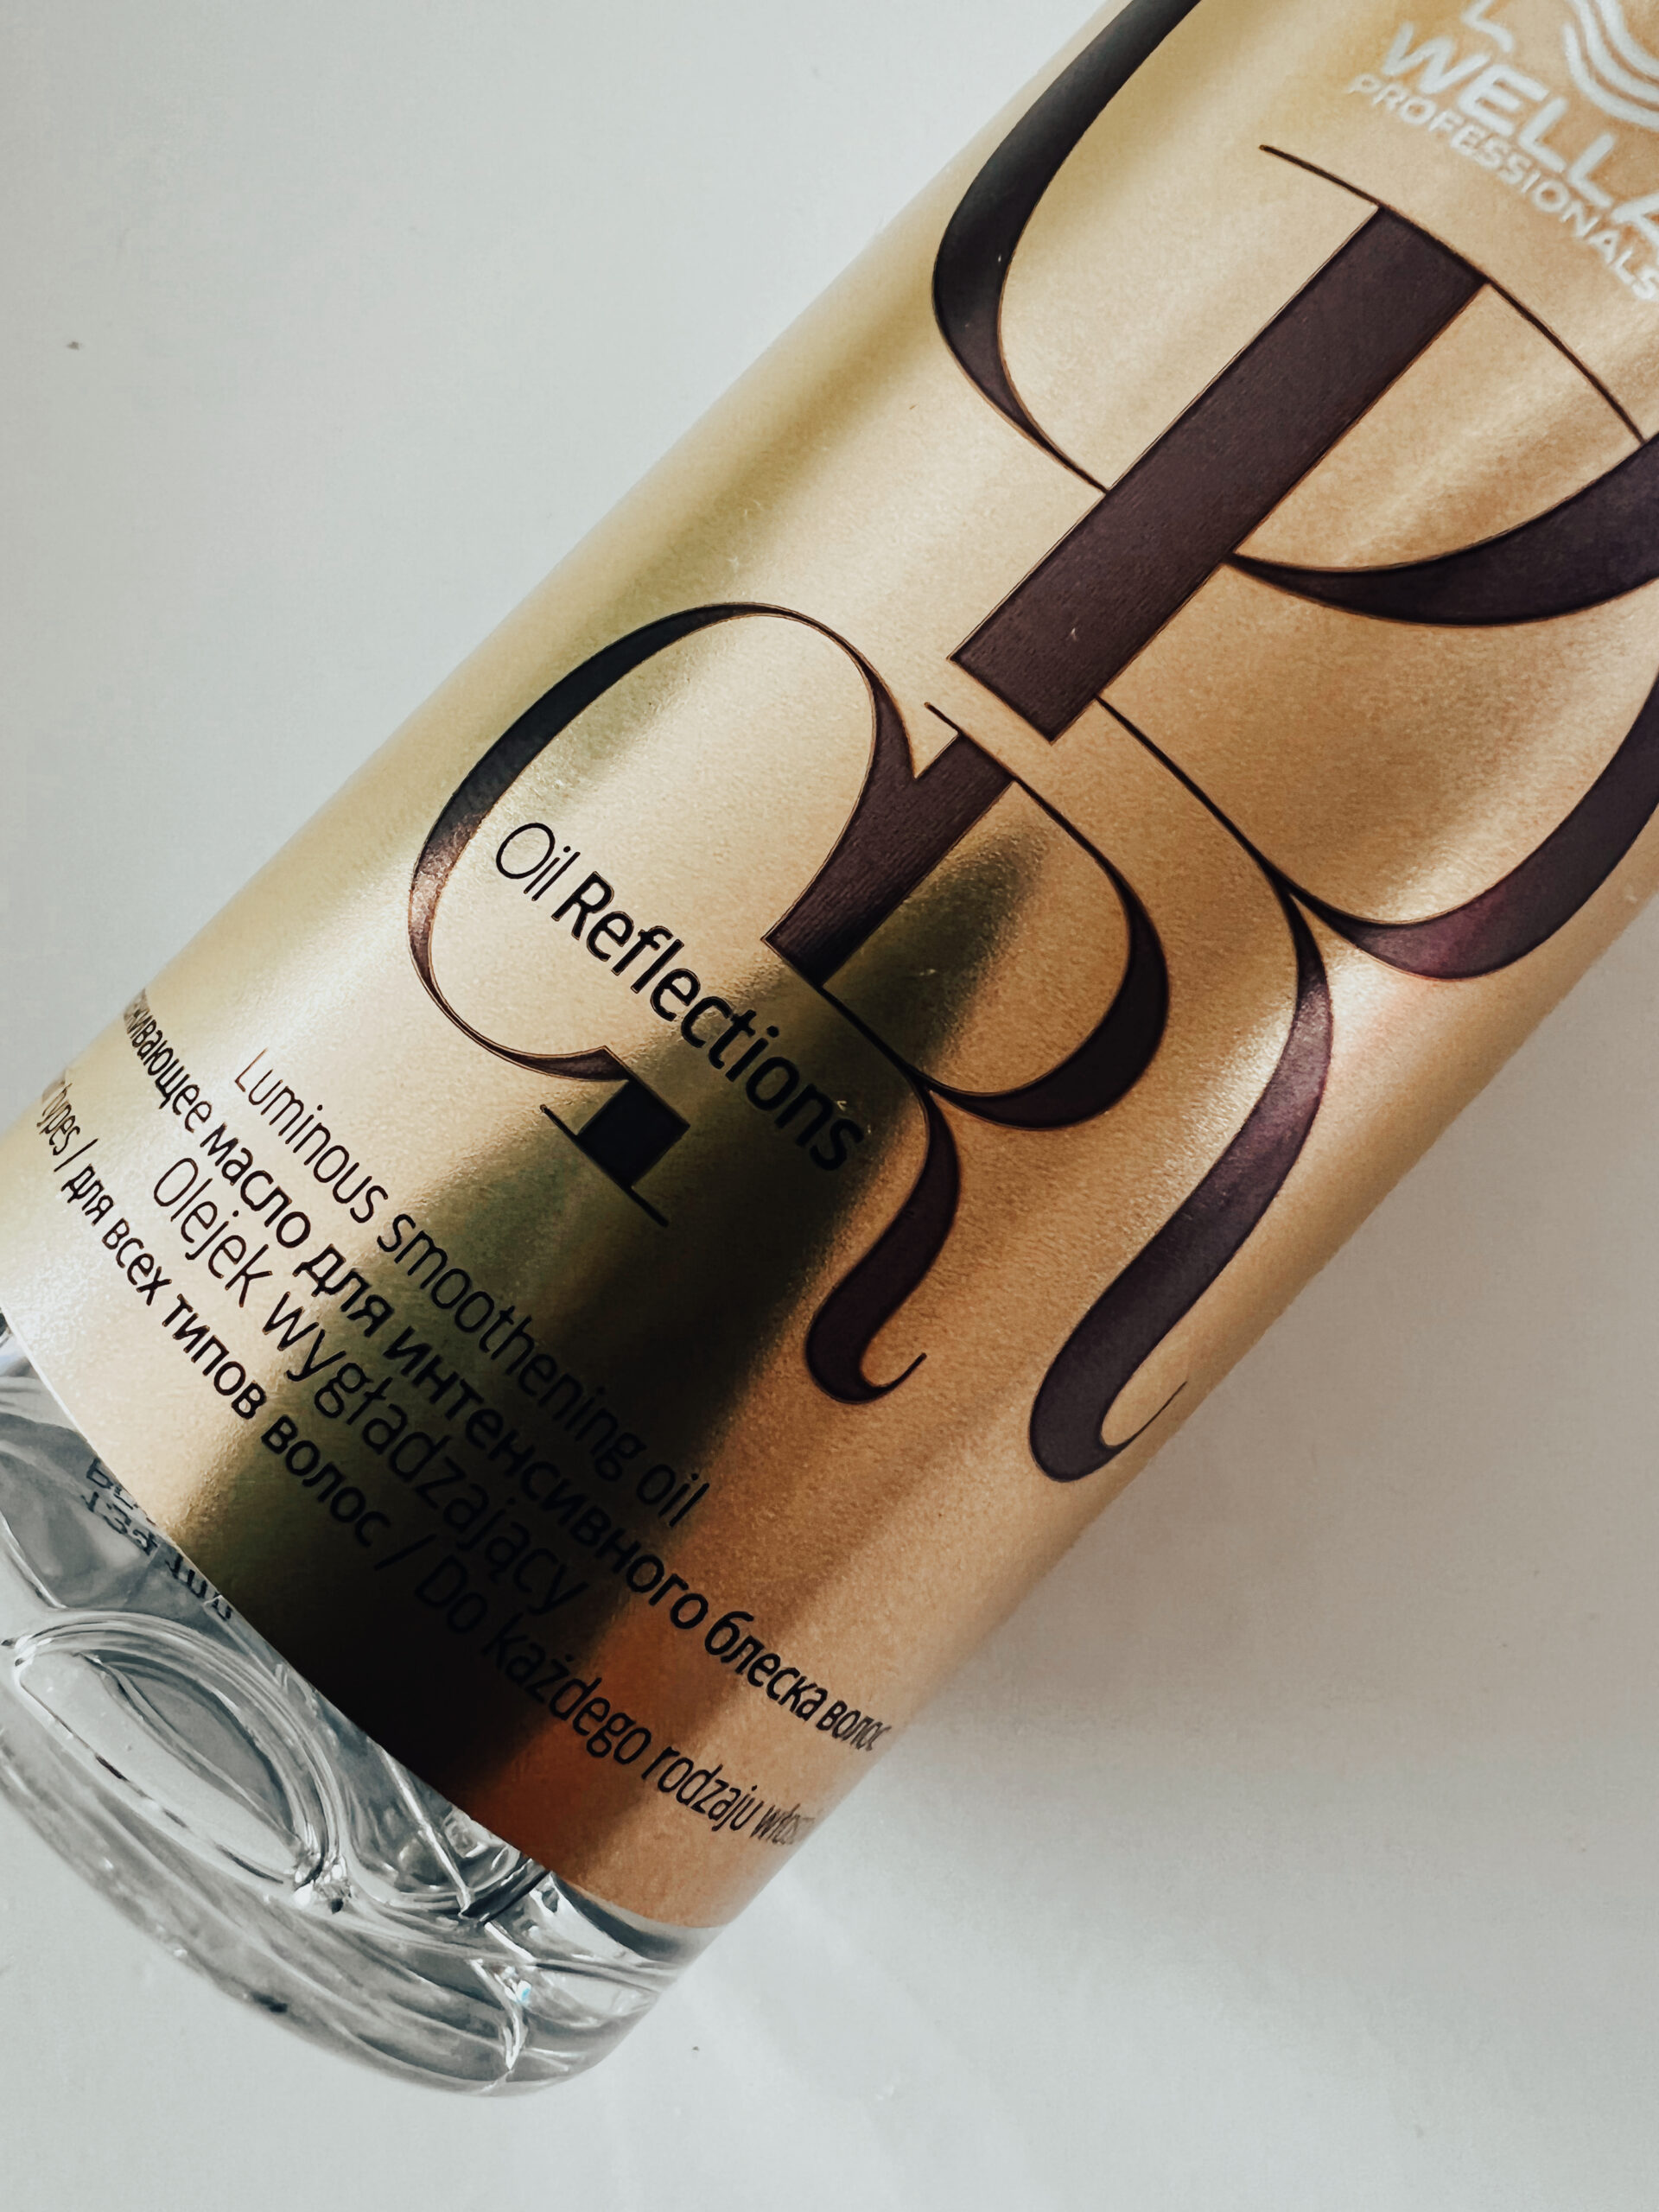 WELLA
PROFESSIONALS
Oil Reflections
Luminous smoothening oil
масло для интенсивного блеска волос
Olejek wygładzający
types / для всех типов волос / Do każdego rodzaju